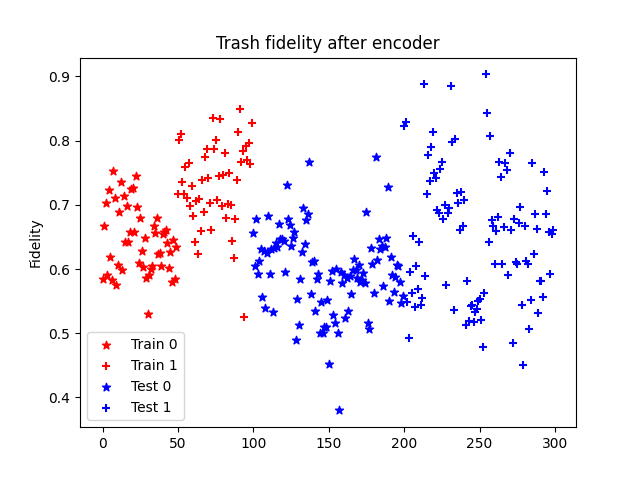 Trash fidelity after encoder
0.9
0.8
0.7
0.6
0.5
0.4
Fidelity
Train 0
Train 1
Test 0
Test 1
0 50 100 150 200 250 300